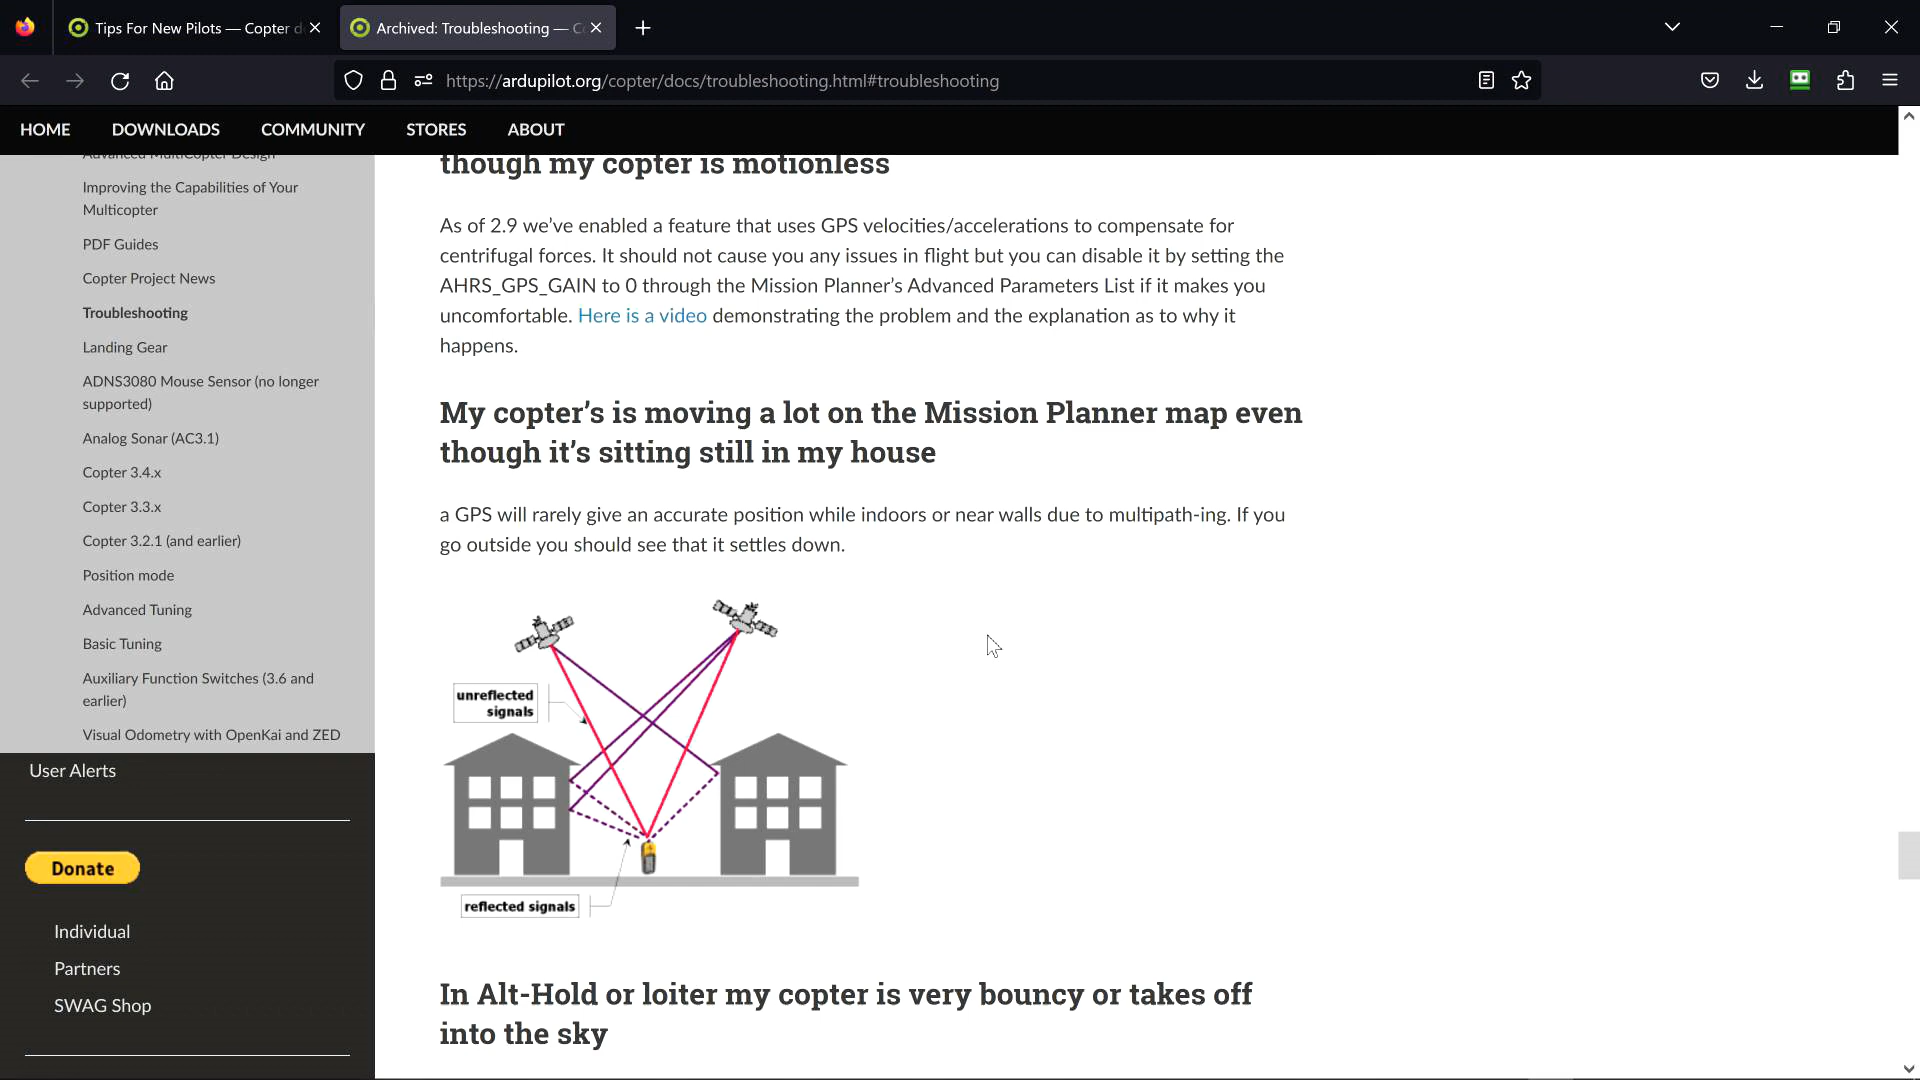 Tips For New Pilots — Copter d
Archived: Troubleshooting — C
https://ardupilot.org/copter/docs/troubleshooting.html#troubleshooting
HOME
DOWNLOADS
COMMUNITY
STORES
ABOUT
Advanced MultiCopter Design
Improving the Capabilities of Your
Multicopter
PDF Guides
Copter Project News
Troubleshooting
Landing Gear
ADNS3080 Mouse Sensor (no longer
supported)
Analog Sonar (AC3.1)
Copter 3.4.x
Copter 3.3.x
Copter 3.2.1 (and earlier)
Position mode
Advanced Tuning
Basic Tuning
Auxiliary Function Switches (3.6 and
earlier)
Visual Odometry with OpenKai and ZED
User Alerts
Donate
Individual
Partners
SWAG Shop
though my copter is motionless
As of 2.9 we’ve enabled a feature that uses GPS velocities/accelerations to compensate for
centrifugal forces. It should not cause you any issues in flight but you can disable it by setting the
AHRS_GPS_GAIN to 0 through the Mission Planner’s Advanced Parameters List if it makes you
uncomfortable. Here is a video demonstrating the problem and the explanation as to why it
happens.
My copter’s is moving a lot on the Mission Planner map even
though it’s sitting still in my house
a GPS will rarely give an accurate position while indoors or near walls due to multipath-ing. If you
go outside you should see that it settles down.
unreflected
signals
reflected signals
In Alt-Hold or loiter my copter is very bouncy or takes off
into the sky